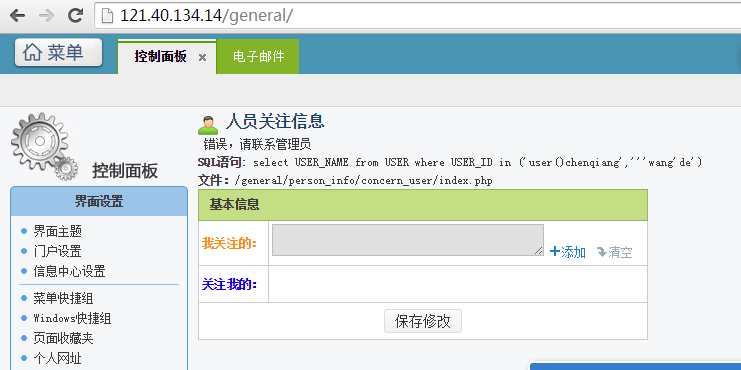 121.40.134.14/general/
菜单
控制面板 ×
电子邮件
人员关注信息
错误，请联系管理员
SQL语句: select USER_NAME from USER where USER_ID in ('user()chenqiang','''wang'de')
文件：/general/person_info/concern_user/index.php
控制面板
界面设置
界面主题
门户设置
信息中心设置
菜单快捷组
Windows快捷组
页面收藏夹
个人网址
基本信息
我关注的：
添加 清空
关注我的：
保存修改